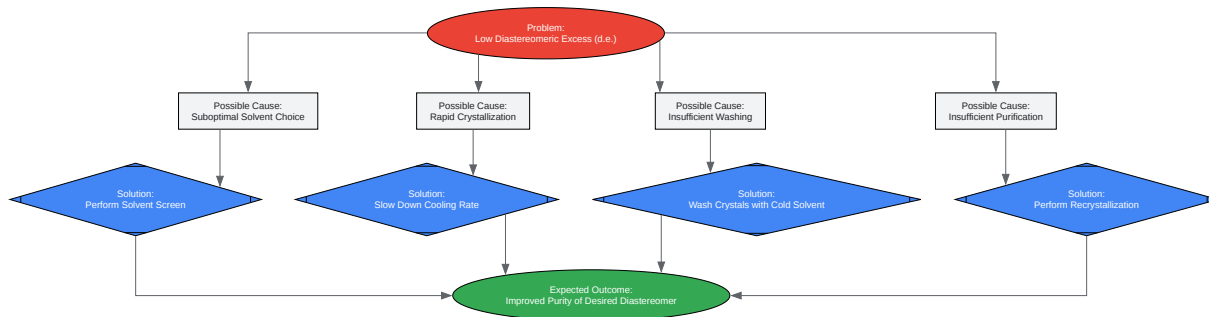 Problem:
Low Diastereomeric Excess (d.e.)
Possible Cause:
Suboptimal Solvent Choice
Possible Cause:
Rapid Crystallization
Possible Cause:
Insufficient Washing
Possible Cause:
Insufficient Purification
Solution:
Perform Solvent Screen
Solution:
Slow Down Cooling Rate
Solution:
Wash Crystals with Cold Solvent
Solution:
Perform Recrystallization
Expected Outcome:
Improved Purity of Desired Diastereomer